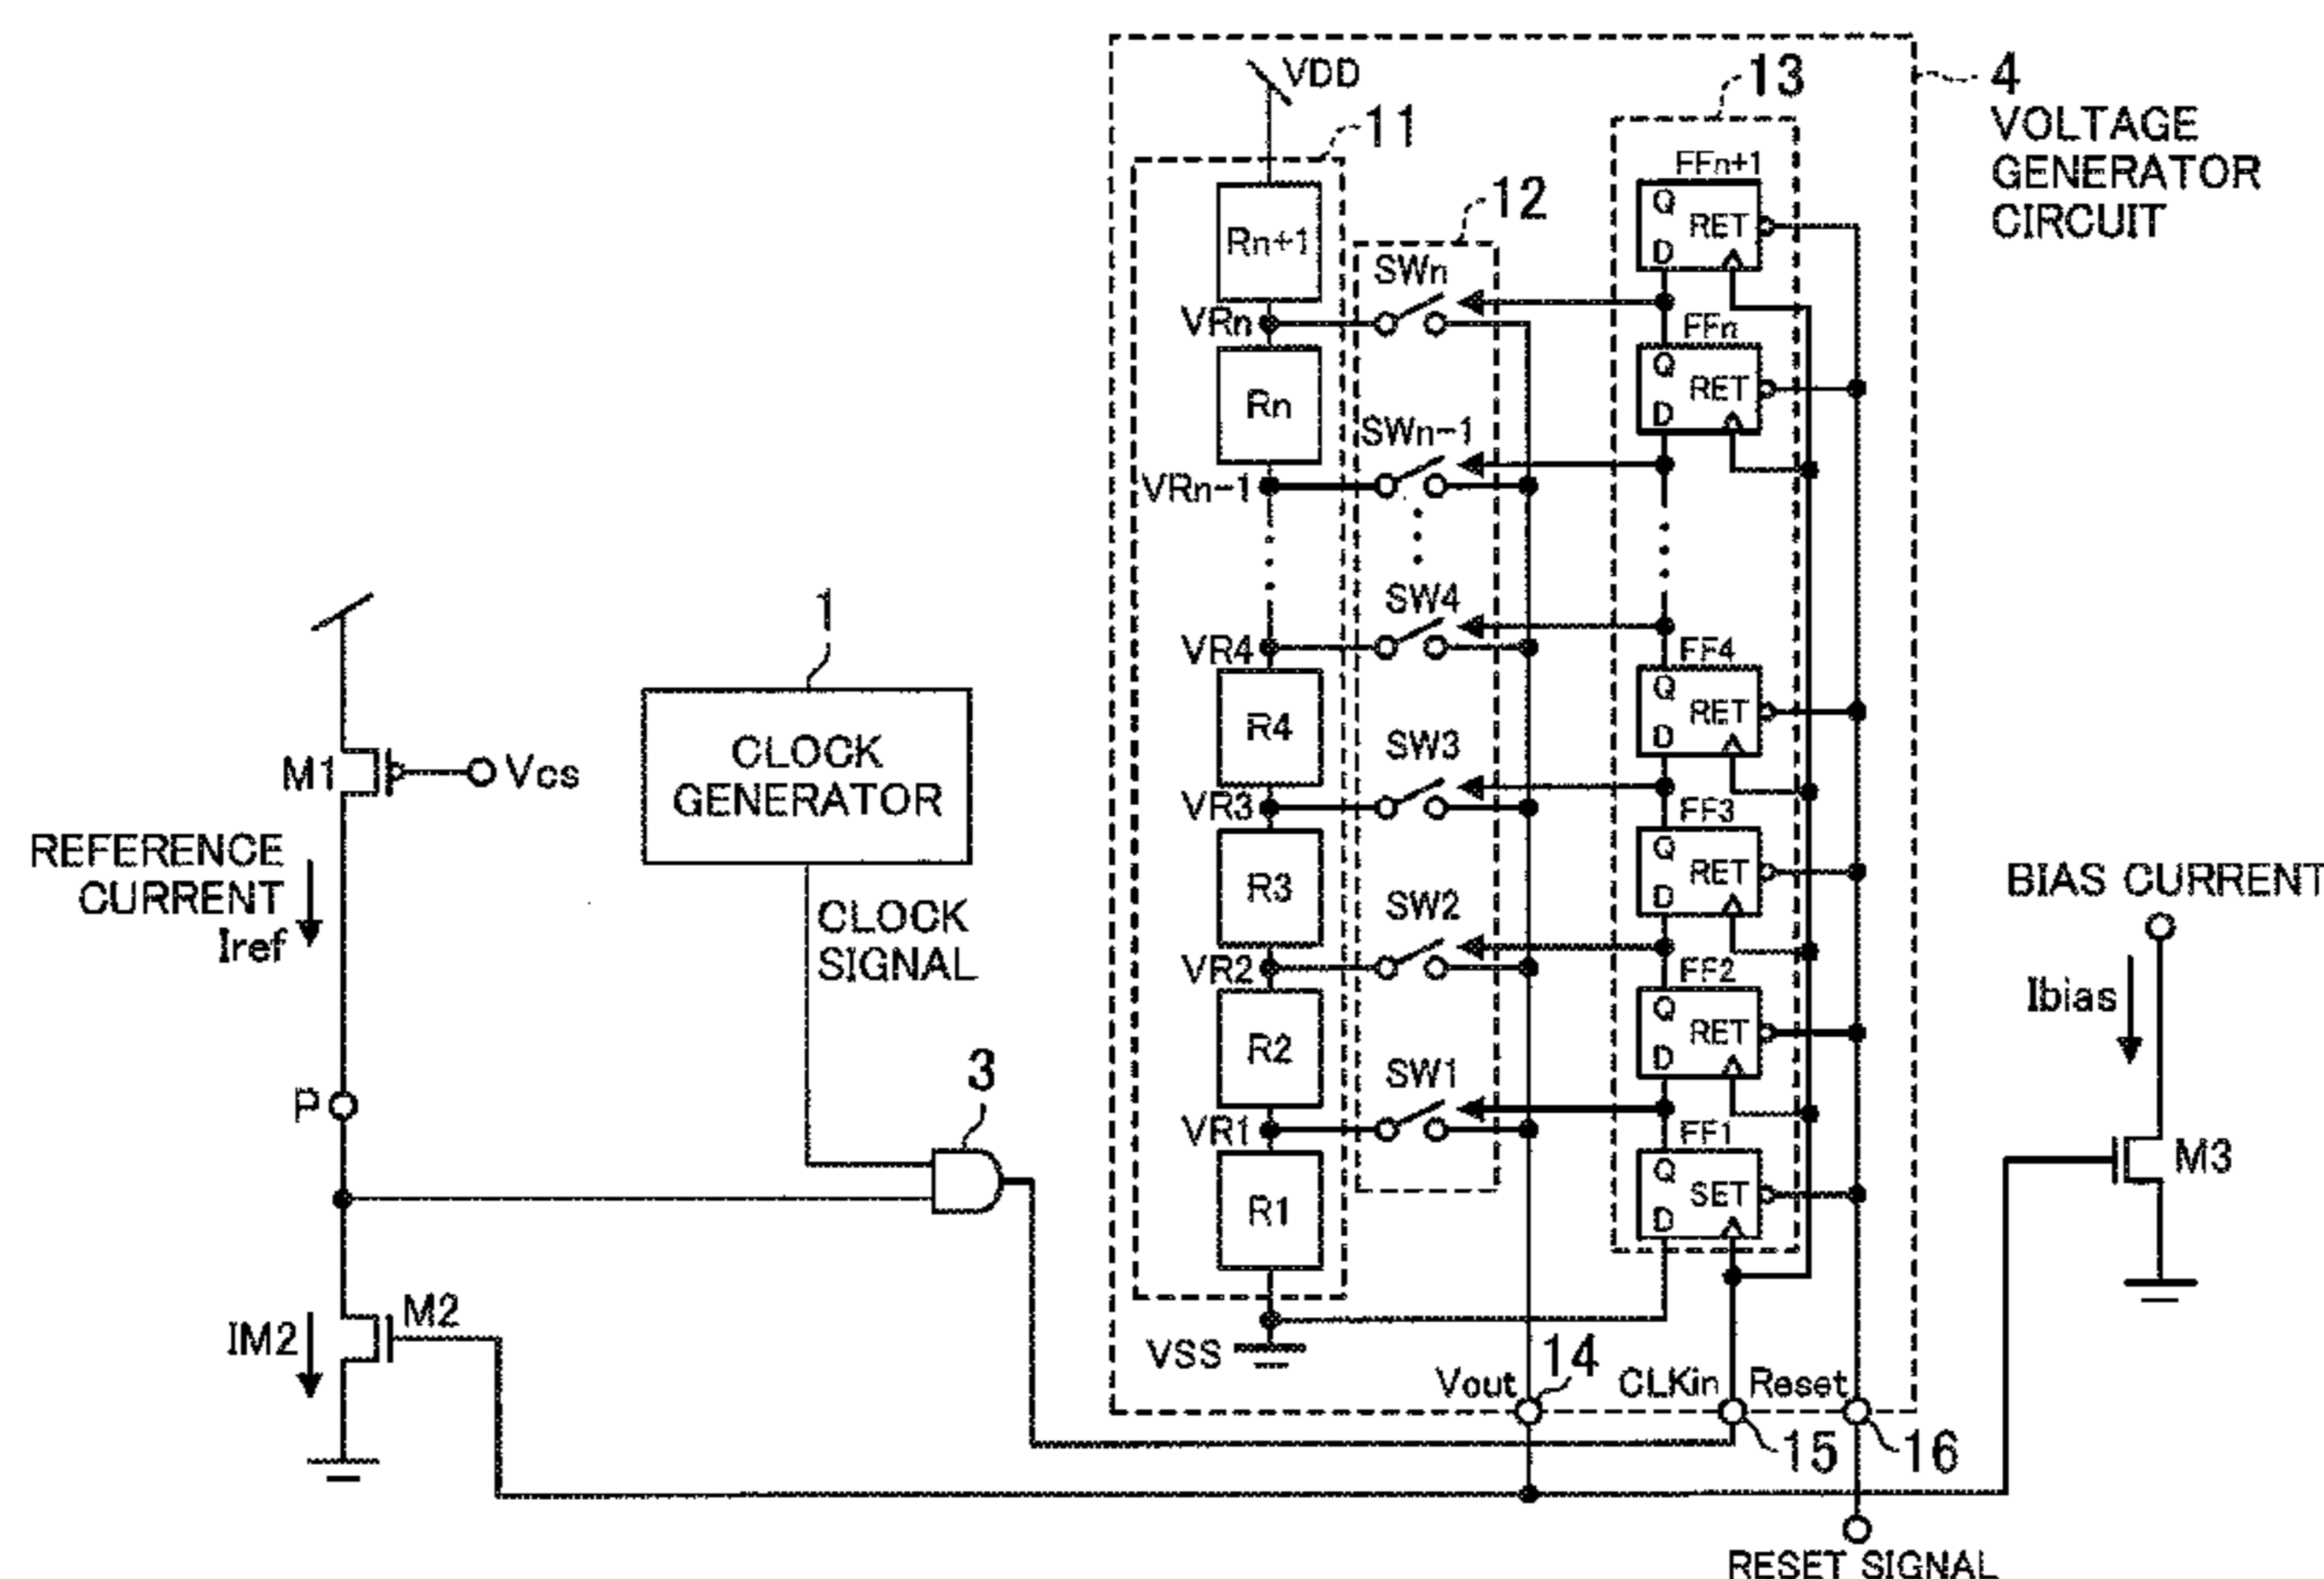 VDD
13
4
VOLTAGE
GENERATOR
CIRCUIT
11
12
FFn+1
Q
RET
D
Rn+1
SWn
VRn
FFn
Q
RET
D
Rn
SWn-1
VRn-1
SW4
VR4
FF4
Q
RET
D
R4
SW3
VR3
FF3
Q
RET
D
R3
SW2
VR2
FF2
Q
RET
D
R2
SW1
VR1
FF1
Q
SET
D
R1
VSS
Vout
14
CLKin
Reset
15
16
RESET SIGNAL
1
CLOCK
GENERATOR
CLOCK
SIGNAL
3
M1
Vcs
REFERENCE
CURRENT
Iref
P
IM2
M2
BIAS CURRENT
Ibias
M3